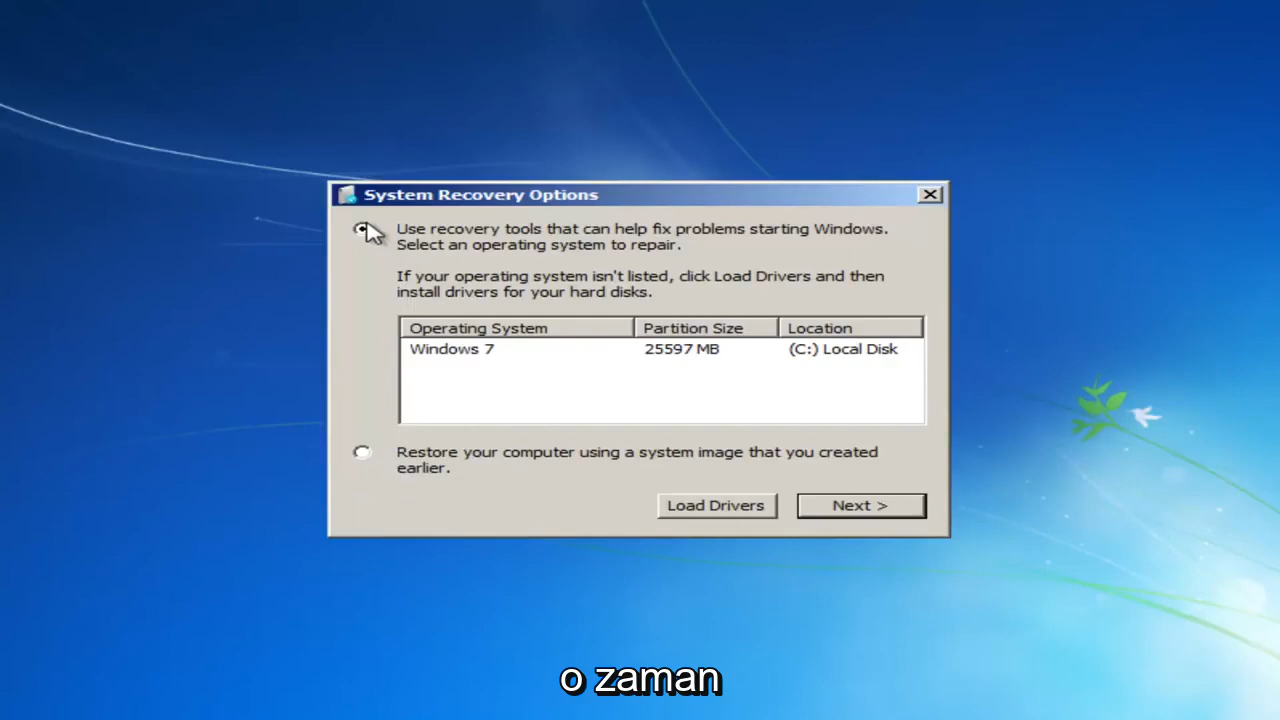 System Recovery Options
Use recovery tools that can help fix problems starting Windows.
Select an operating system to repair.
If your operating system isn't listed, click Load Drivers and then
install drivers for your hard disks.
Operating System Partition Size Location
Windows 7 25597 MB (C:) Local Disk
Restore your computer using a system image that you created
earlier.
Load Drivers Next >
o zaman